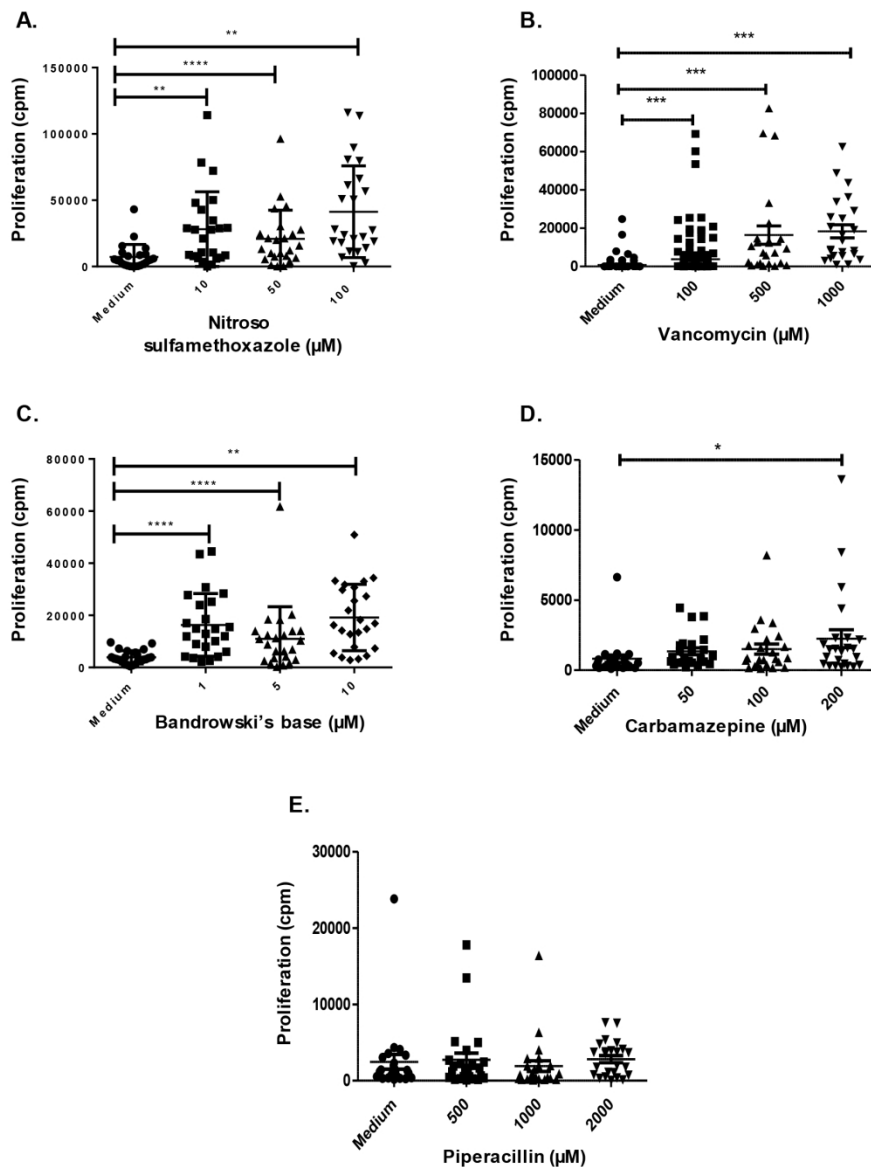 A.
**
****
**
Proliferation (cpm)
150000
100000
50000
0
Medium
10
50
100
Nitroso
sulfamethoxazole (µM)
B.
***
***
***
Proliferation (cpm)
100000
80000
60000
40000
20000
0
Medium
100
500
1000
Vancomycin (µM)
C.
**
****
****
Proliferation (cpm)
80000
60000
40000
20000
0
Medium
1
5
10
Bandrowski's base (µM)
D.
*
Proliferation (cpm)
15000
10000
5000
0
Medium
50
100
200
Carbamazepine (µM)
E.
Proliferation (cpm)
30000
20000
10000
0
Medium
500
1000
2000
Piperacillin (µM)